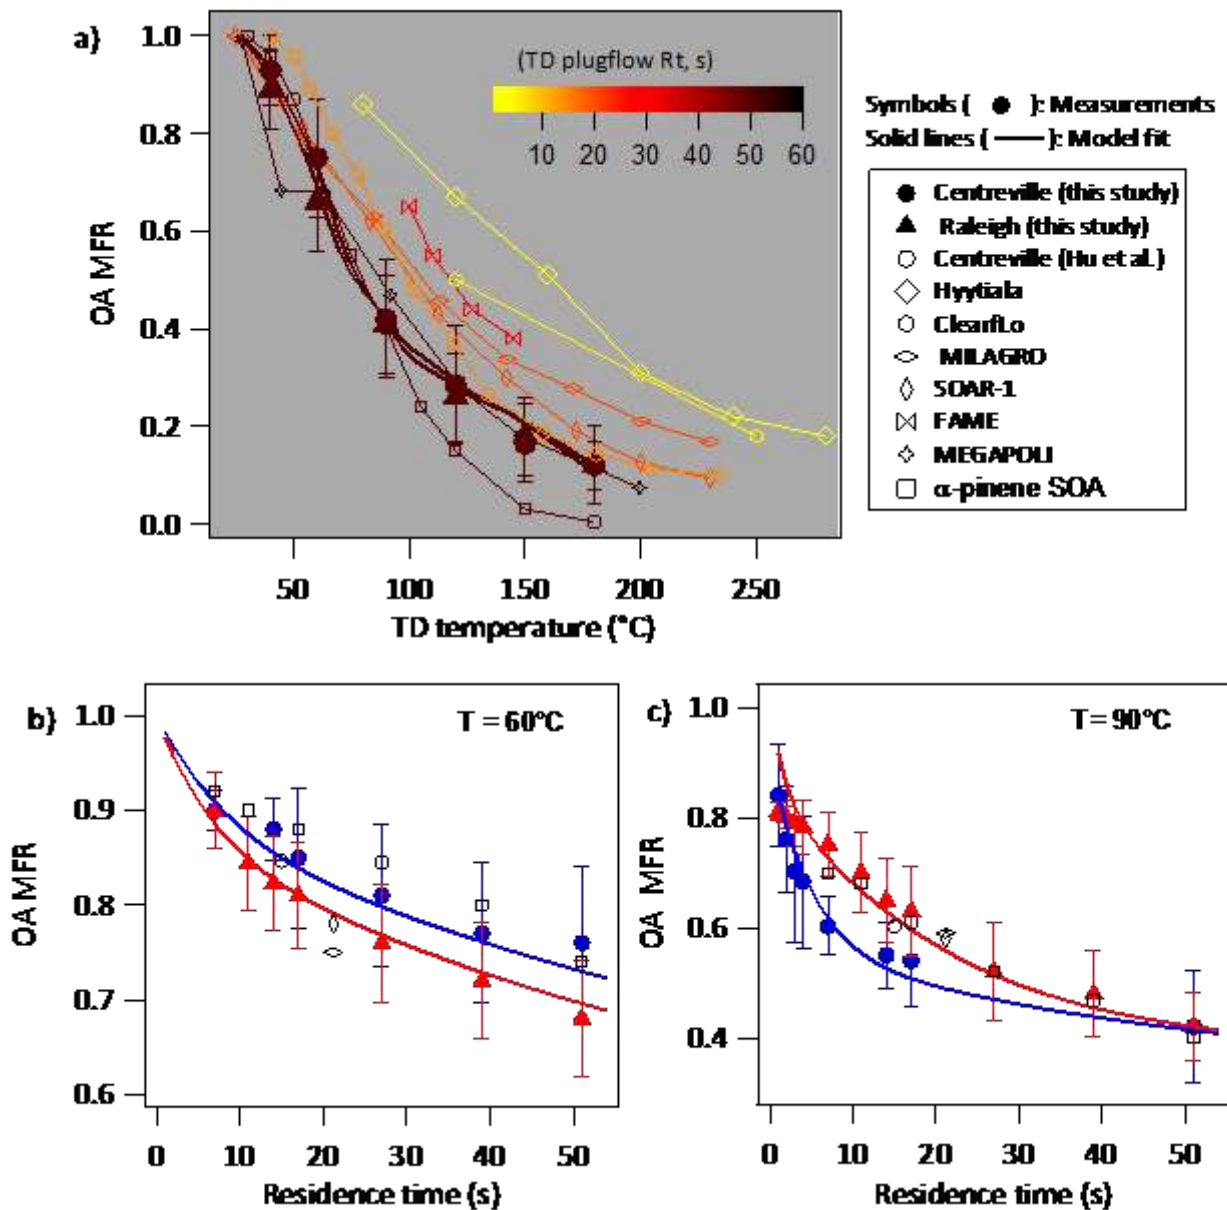 a)
1.0
0.8
0.6
0.4
0.2
0.0
OA MFR
(TD plugflow Rt, s)
10 20 30 40 50 60
50 100 150 200 250
TD temperature (°C)
Symbols ( ● ): Measurements
Solid lines ( — ): Model fit
Centreville (this study)
Raleigh (this study)
Centreville (Hu et al.)
Hyytiala
ClearfLo
MILAGRO
SOAR-1
FAME
MEGAPOLI
α-pinene SOA
b)
T = 60°C
1.0
0.9
0.8
0.7
0.6
OA MFR
0 10 20 30 40 50
Residence time (s)
c)
T= 90°C
1.0
0.8
0.6
0.4
OA MFR
0 10 20 30 40 50
Residence time (s)